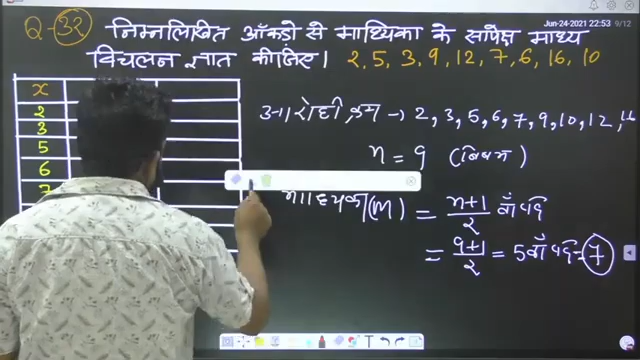 Q-32 निम्नलिखित आँकड़ो से माध्यिका के सापेक्ष माध्य
Jun-24-2021 22:53 9/12
विचलन ज्ञात कीजिए। 2, 5, 3, 9, 12, 7, 6, 16, 10
x
2
3
5
6
7
आरोही क्रम → 2, 3, 5, 6, 7, 9, 10, 12, 16
n = 9 (विषम)
माध्यिका (M) = n+1/2 वाँ पद
= 9+1/2 = 5वाँ पद = 7